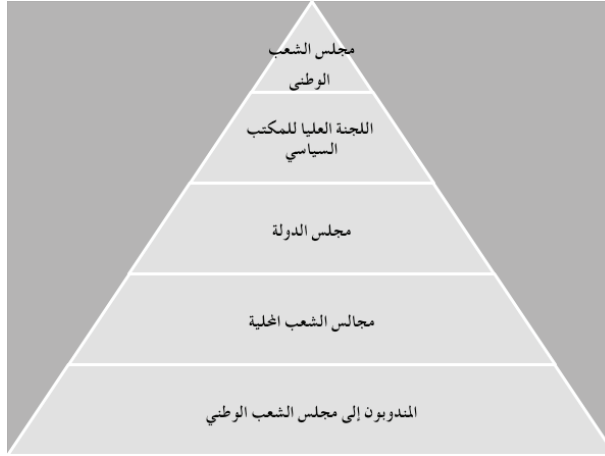 مجلس الشعب
الوطني
اللجنة العليا للمكتب
السياسي
مجلس الدولة
مجالس الشعب المحلية
المندوبون إلى مجلس الشعب الوطني